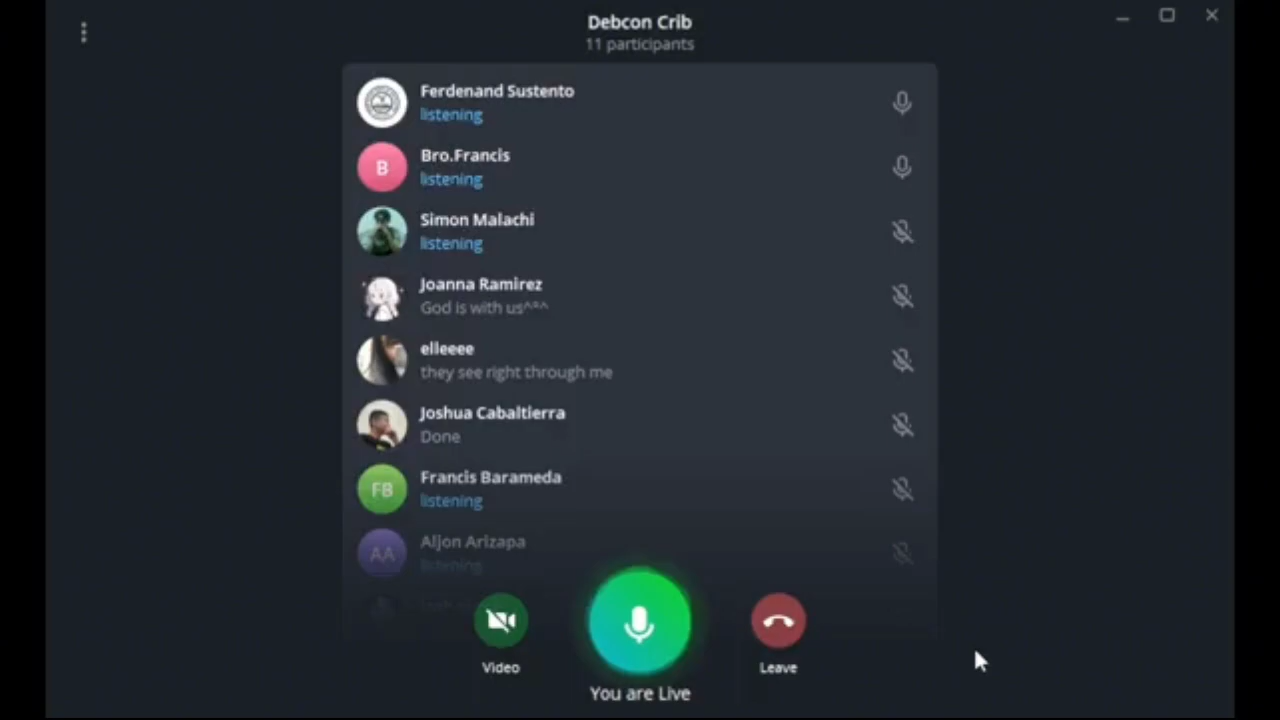 Debcon Crib
11 participants
Ferdenand Sustento
listening
B
Bro.Francis
listening
Simon Malachi
listening
Joanna Ramirez
God is with us^*^
elleeee
they see right through me
Joshua Cabaltierra
Done
FB
Francis Barameda
listening
AA
Aljon Arizapa
listening
Video
Leave
You are Live